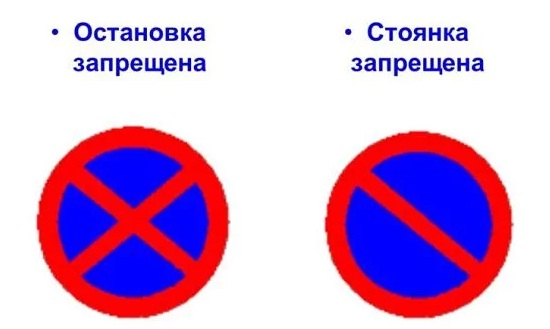 • Остановка
запрещена
• Стоянка
запрещена